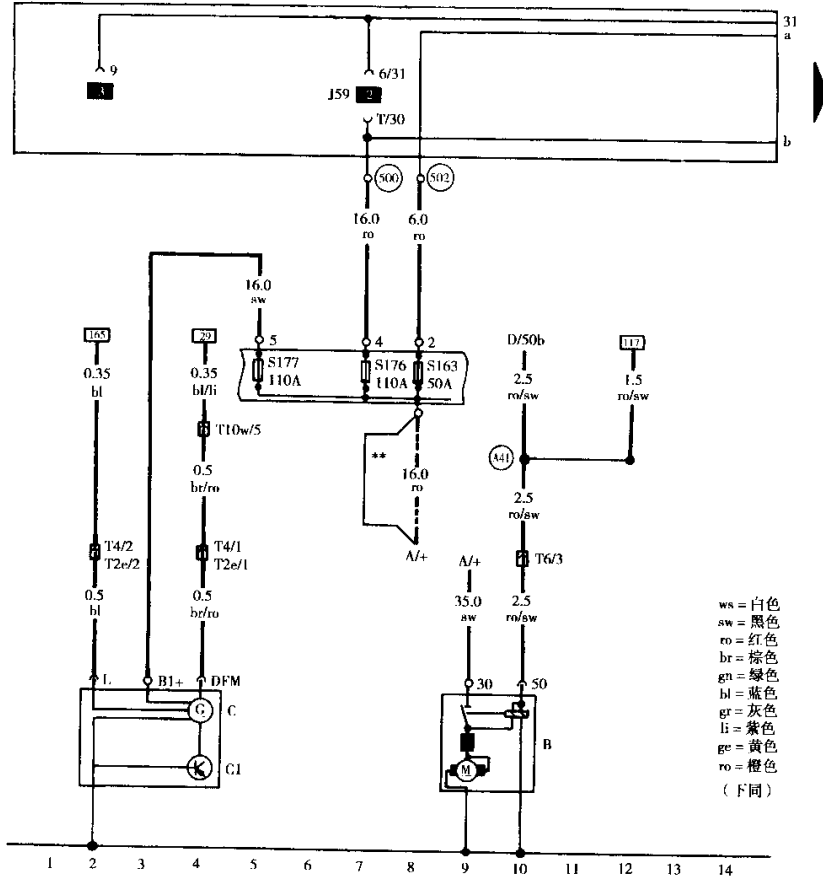 31
a
9
3
6/31
J59
2
T/30
b
500
502
16.0
ro
6.0
ro
16.0
sw
165
29
5
4
2
D/50b
117
S177
110A
S176
110A
S163
50A
0.35
bl
0.35
bl/li
2.5
ro/sw
1.5
ro/sw
T10w/5
**
16.0
ro
A41
0.5
br/ro
2.5
ro/sw
T4/2
T2e/2
T4/1
T2e/1
A/+
A/+
T6/3
0.5
bl
0.5
br/ro
35.0
sw
2.5
ro/sw
ws = 白色
sw = 黑色
ro = 红色
br = 棕色
gn = 绿色
bl = 蓝色
gr = 灰色
li = 紫色
ge = 黄色
ro = 橙色
（下同）
L
B1+
DFM
30
50
G
C
C1
M
B
1 2 3 4 5 6 7 8 9 10 11 12 13 14